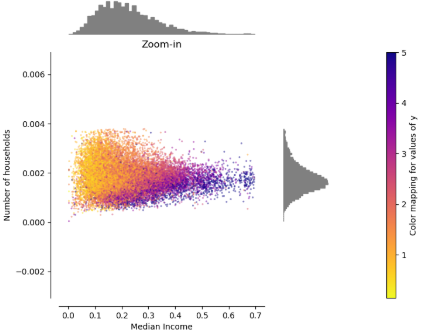 Zoom-in
0.006
0.004
0.002
0.000
−0.002
Number of households
0.0 0.1 0.2 0.3 0.4 0.5 0.6 0.7
Median Income
5
4
3
2
1
Color mapping for values of y